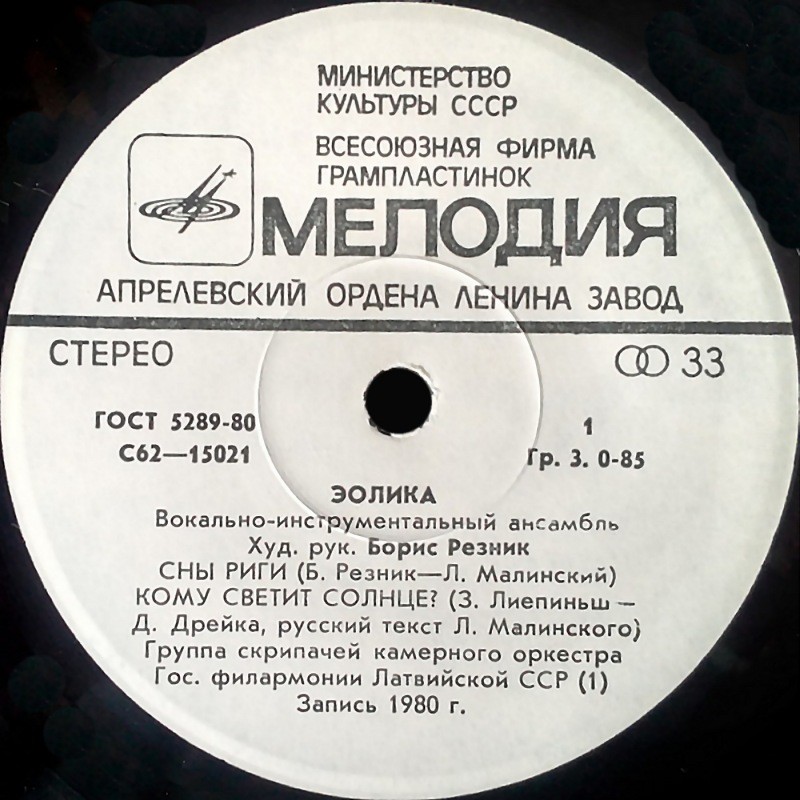 МИНИСТЕРСТВО
КУЛЬТУРЫ СССР
ВСЕСОЮЗНАЯ ФИРМА
ГРАМПЛАСТИНОК
МЕЛОДИЯ
АПРЕЛЕВСКИЙ ОРДЕНА ЛЕНИНА ЗАВОД
СТЕРЕО 33
ГОСТ 5289-80 1
С62—15021 Гр. 3. 0-85
ЭОЛИКА
Вокально-инструментальный ансамбль
Худ. рук. Борис Резник
СНЫ РИГИ (Б. Резник—Л. Малинский)
КОМУ СВЕТИТ СОЛНЦЕ? (З. Лиепиньш —
Д. Дрейка, русский текст Л. Малинского)
Группа скрипачей камерного оркестра
Гос. филармонии Латвийской ССР (1)
Запись 1980 г.